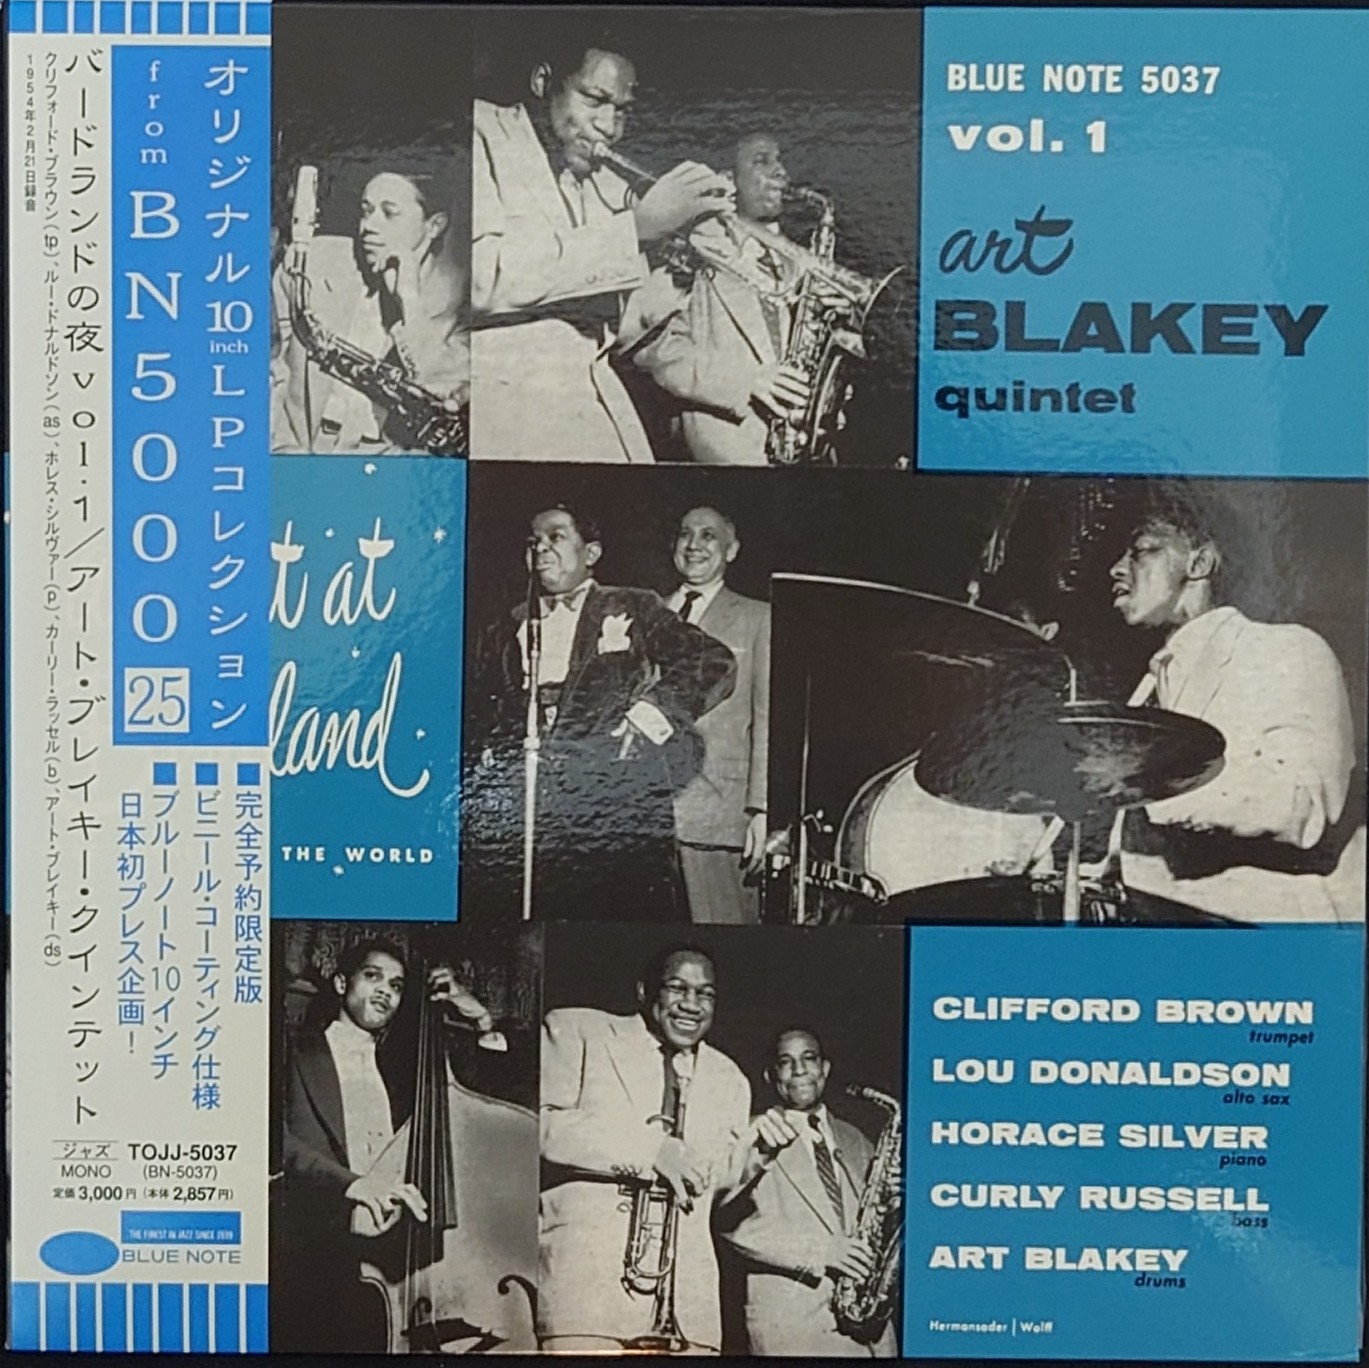 オリジナル10inchLPコレクション
from BN5000 25
バードランドの夜 vol.1/アート・ブレイキー・クインテット
クリフォード・ブラウン(tp)、ルー・ドナルドソン(as)、ホレス・シルヴァー(p)、カーリー・ラッセル(b)、アート・ブレイキー(ds)
1954年2月21日録音
■完全予約限定版
■ビニール・コーティング仕様
■ブルーノート10インチ
日本初プレス企画!
ジャズ TOJJ-5037
MONO (BN-5037)
定価3,000円(本体2,857円)
THE FINEST IN JAZZ SINCE 1939
BLUE NOTE
BLUE NOTE 5037
vol. 1
art
BLAKEY
quintet
t at
land
THE WORLD
CLIFFORD BROWN
trumpet
LOU DONALDSON
alto sax
HORACE SILVER
piano
CURLY RUSSELL
bass
ART BLAKEY
drums
Hermansader | Wolff